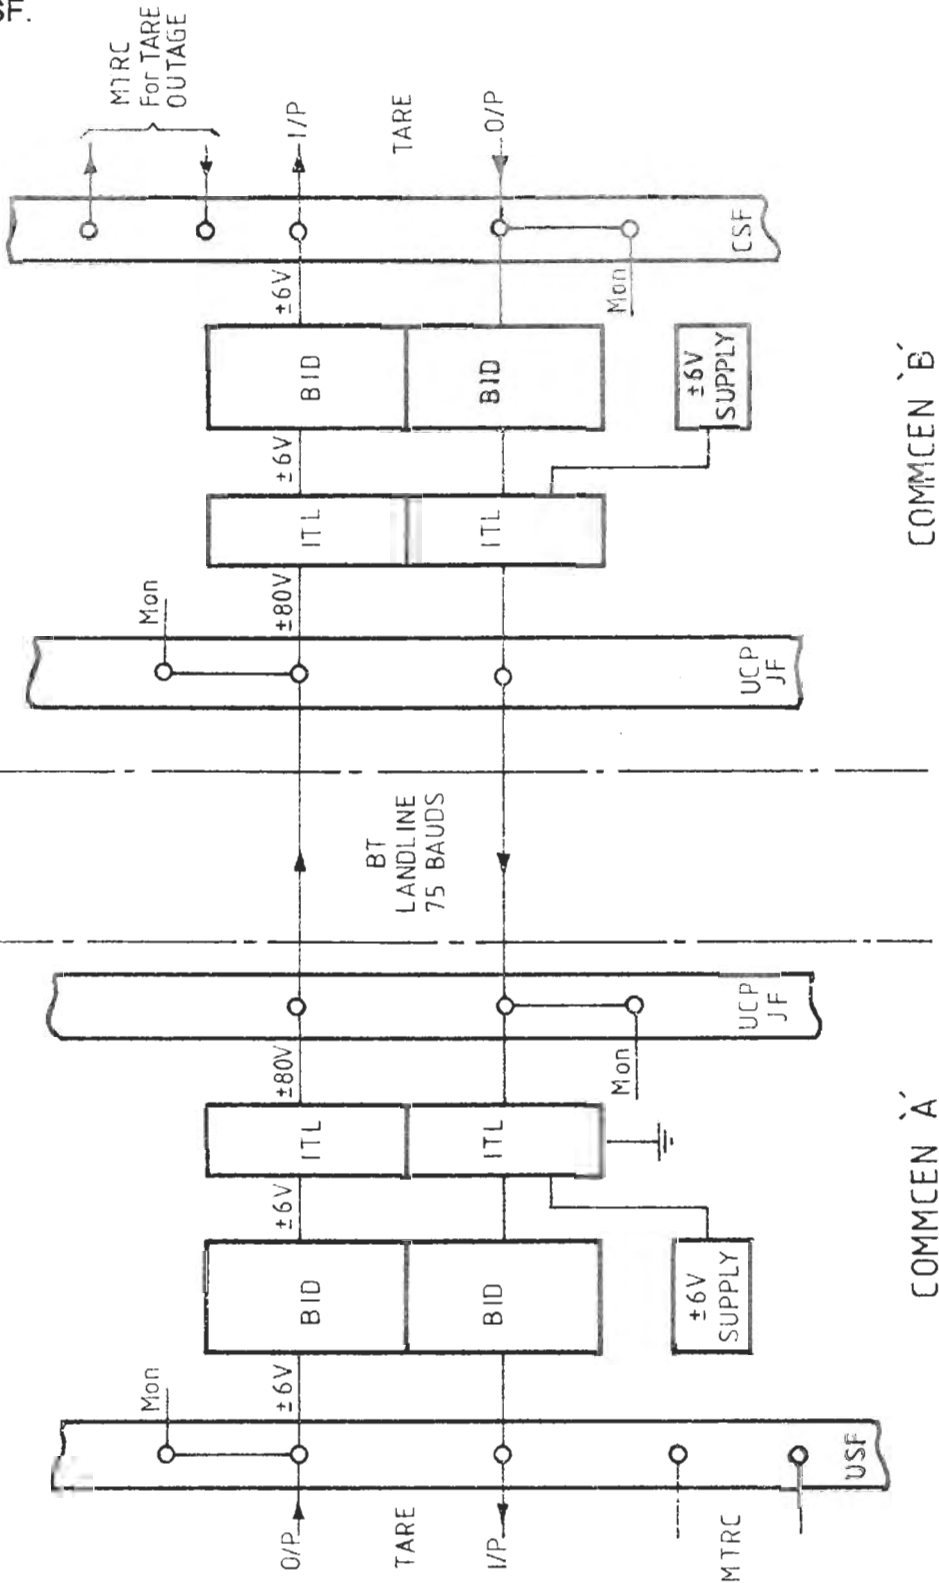 SF.
O/P
TARE
I/P
MTRC
Mon
±6V
USF
BID
BID
±6V
SUPPLY
±6V
ITL
ITL
±80V
Mon
UCP
JF
BT
LANDLINE
75 BAUDS
Mon
±80V
UCP
JF
ITL
ITL
±6V
BID
BID
±6V
SUPPLY
±6V
Mon
CSF
MTRC
For TARE
OUTAGE
I/P
TARE
O/P
COMMCEN `A´
COMMCEN `B´